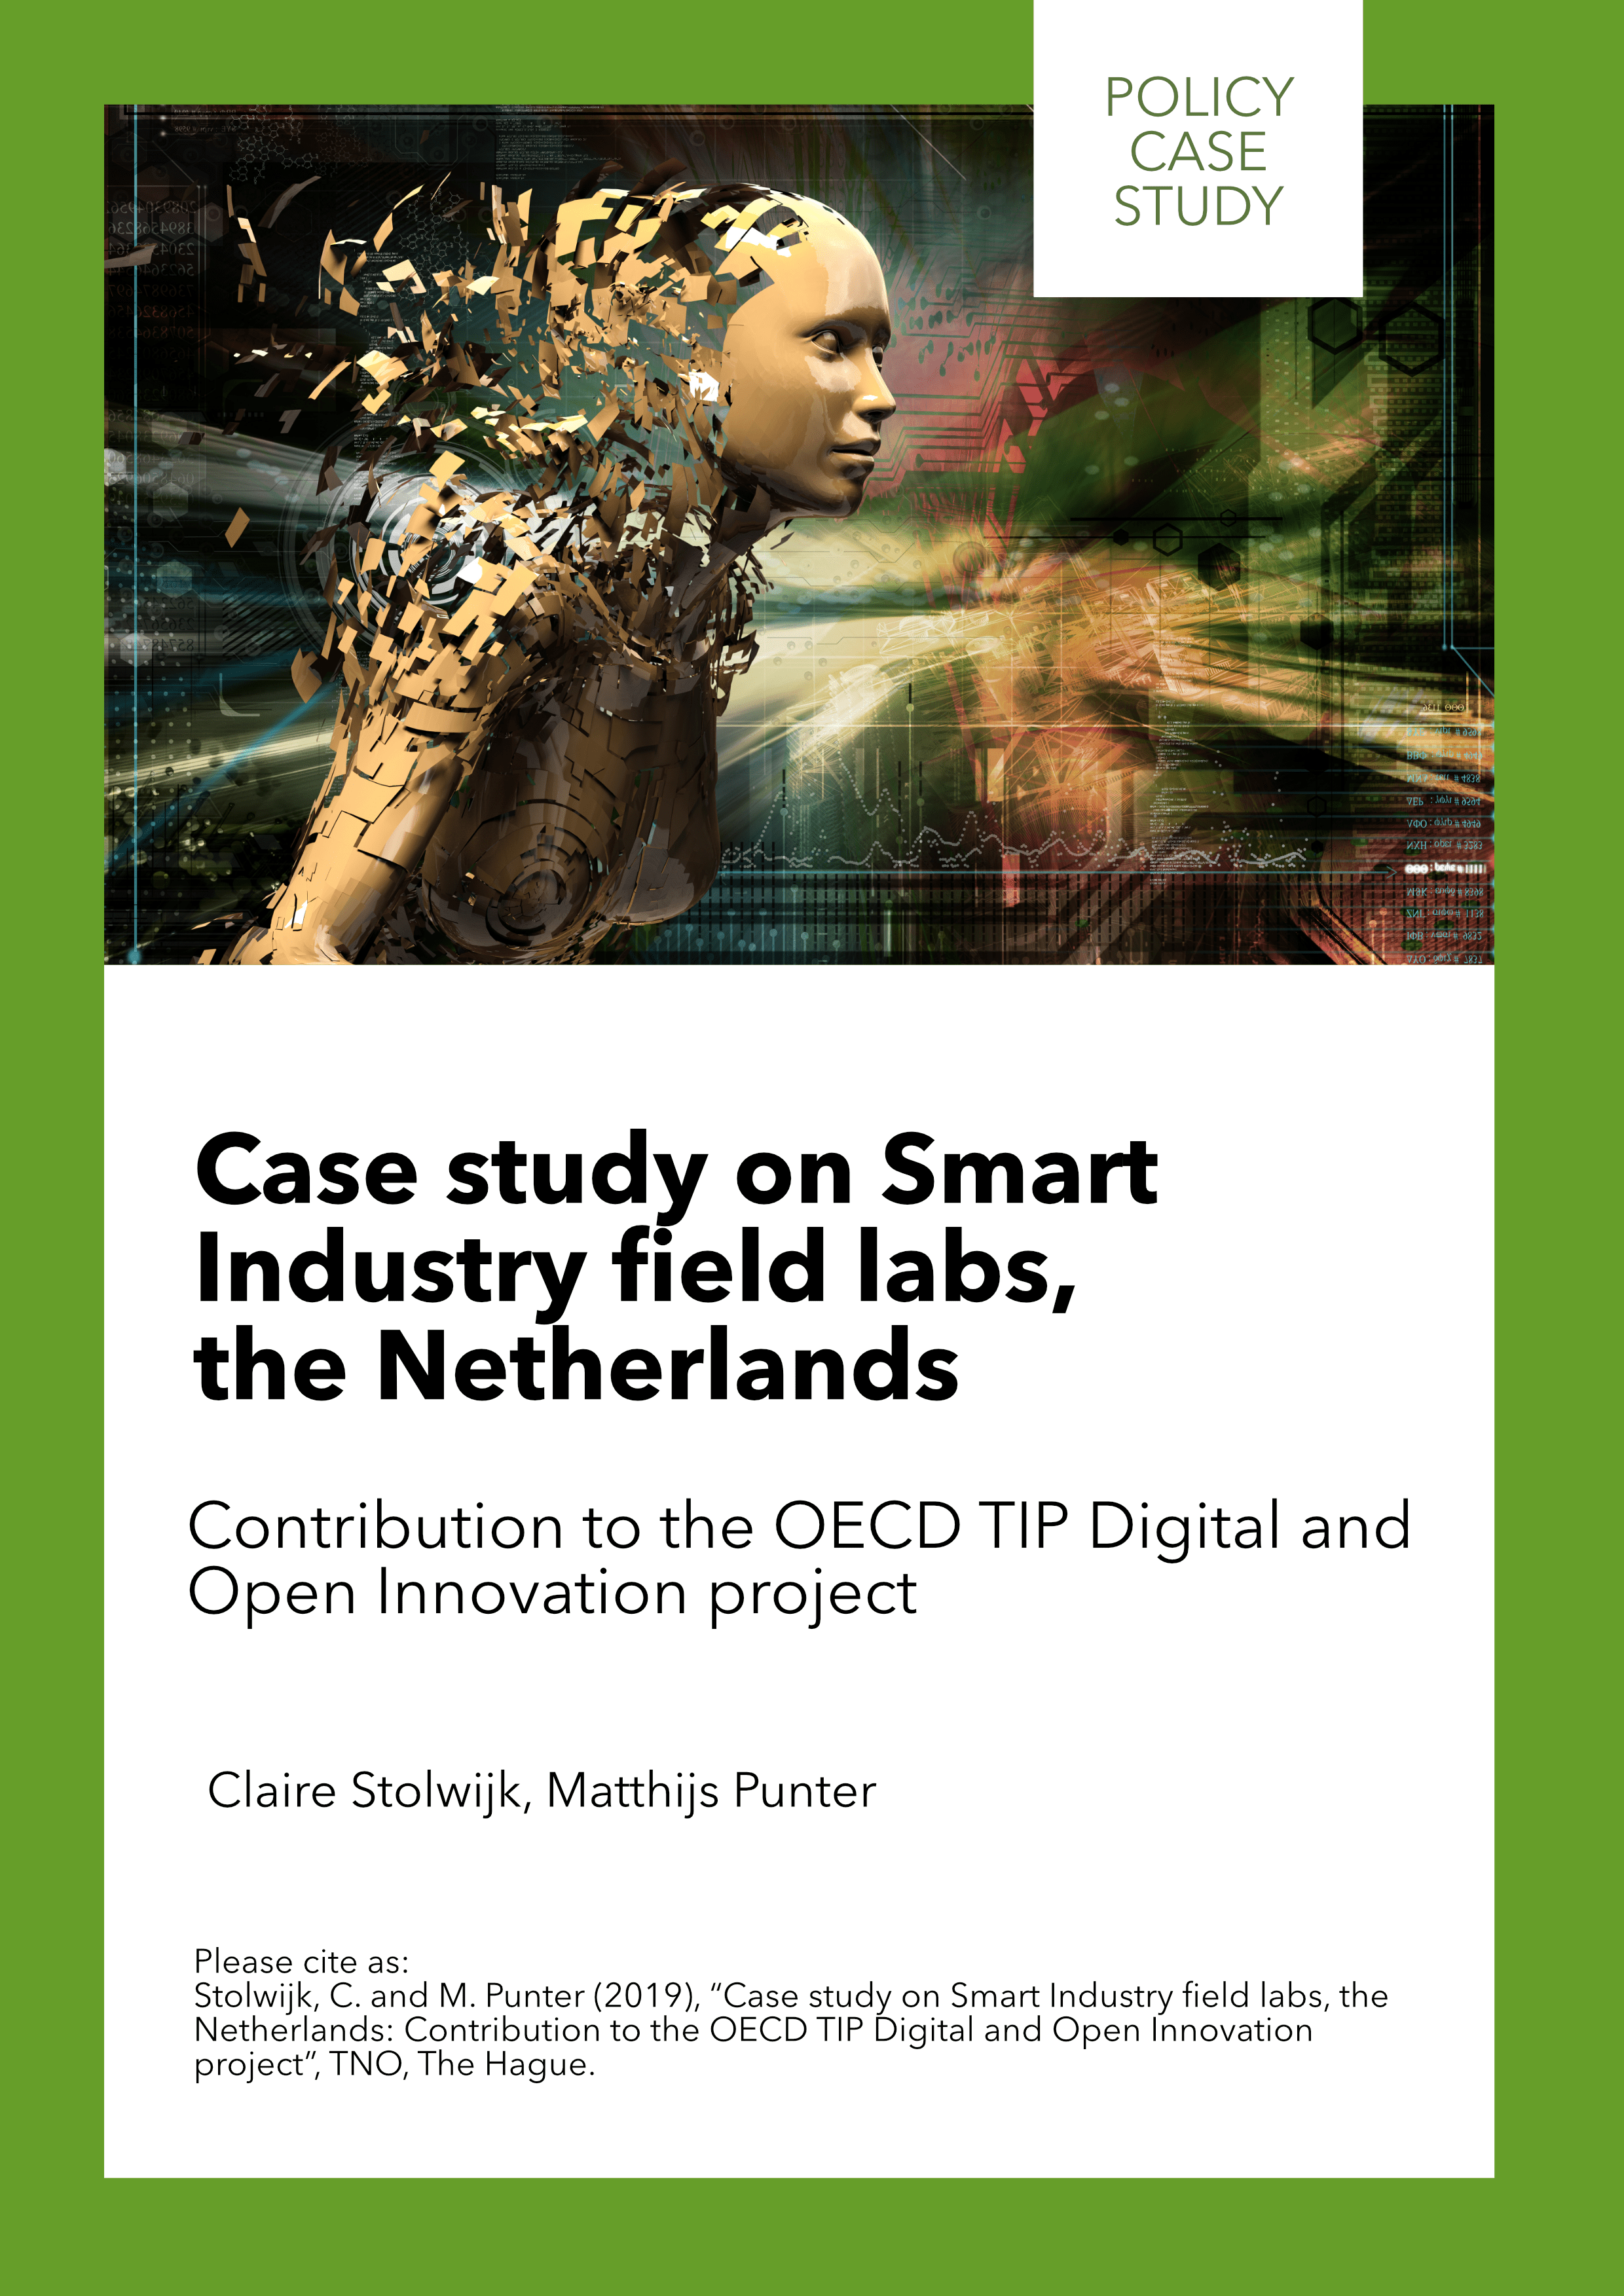 POLICY
CASE
STUDY
Case study on Smart
Industry field labs,
the Netherlands
Contribution to the OECD TIP Digital and
Open Innovation project
Claire Stolwijk, Matthijs Punter
Please cite as:
Stolwijk, C. and M. Punter (2019), “Case study on Smart Industry field labs, the
Netherlands: Contribution to the OECD TIP Digital and Open Innovation
project”, TNO, The Hague.